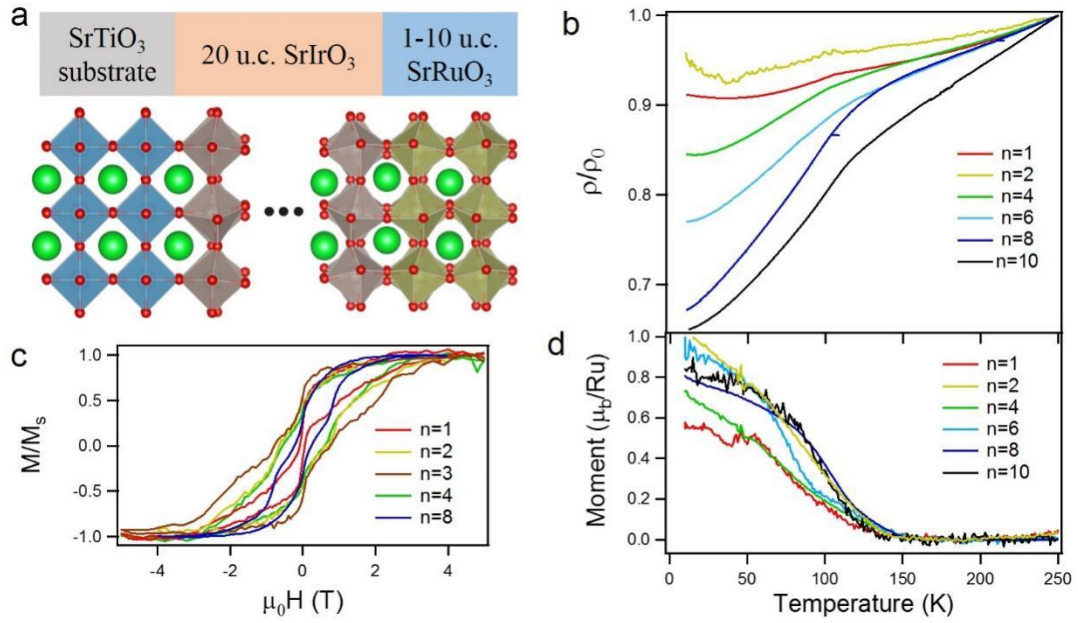 a
SrTiO₃
substrate
20 u.c. SrIrO₃
1-10 u.c.
SrRuO₃
b
1.0
0.9
0.8
0.7
ρ/ρ₀
n=1
n=2
n=4
n=6
n=8
n=10
c
1.0
0.5
0.0
-0.5
-1.0
M/Mₛ
n=1
n=2
n=3
n=4
n=8
-4
-2
0
2
4
μ₀H (T)
d
1.0
0.8
0.6
0.4
0.2
0.0
Moment (μ_b/Ru)
n=1
n=2
n=4
n=6
n=8
n=10
0
50
100
150
200
250
Temperature (K)